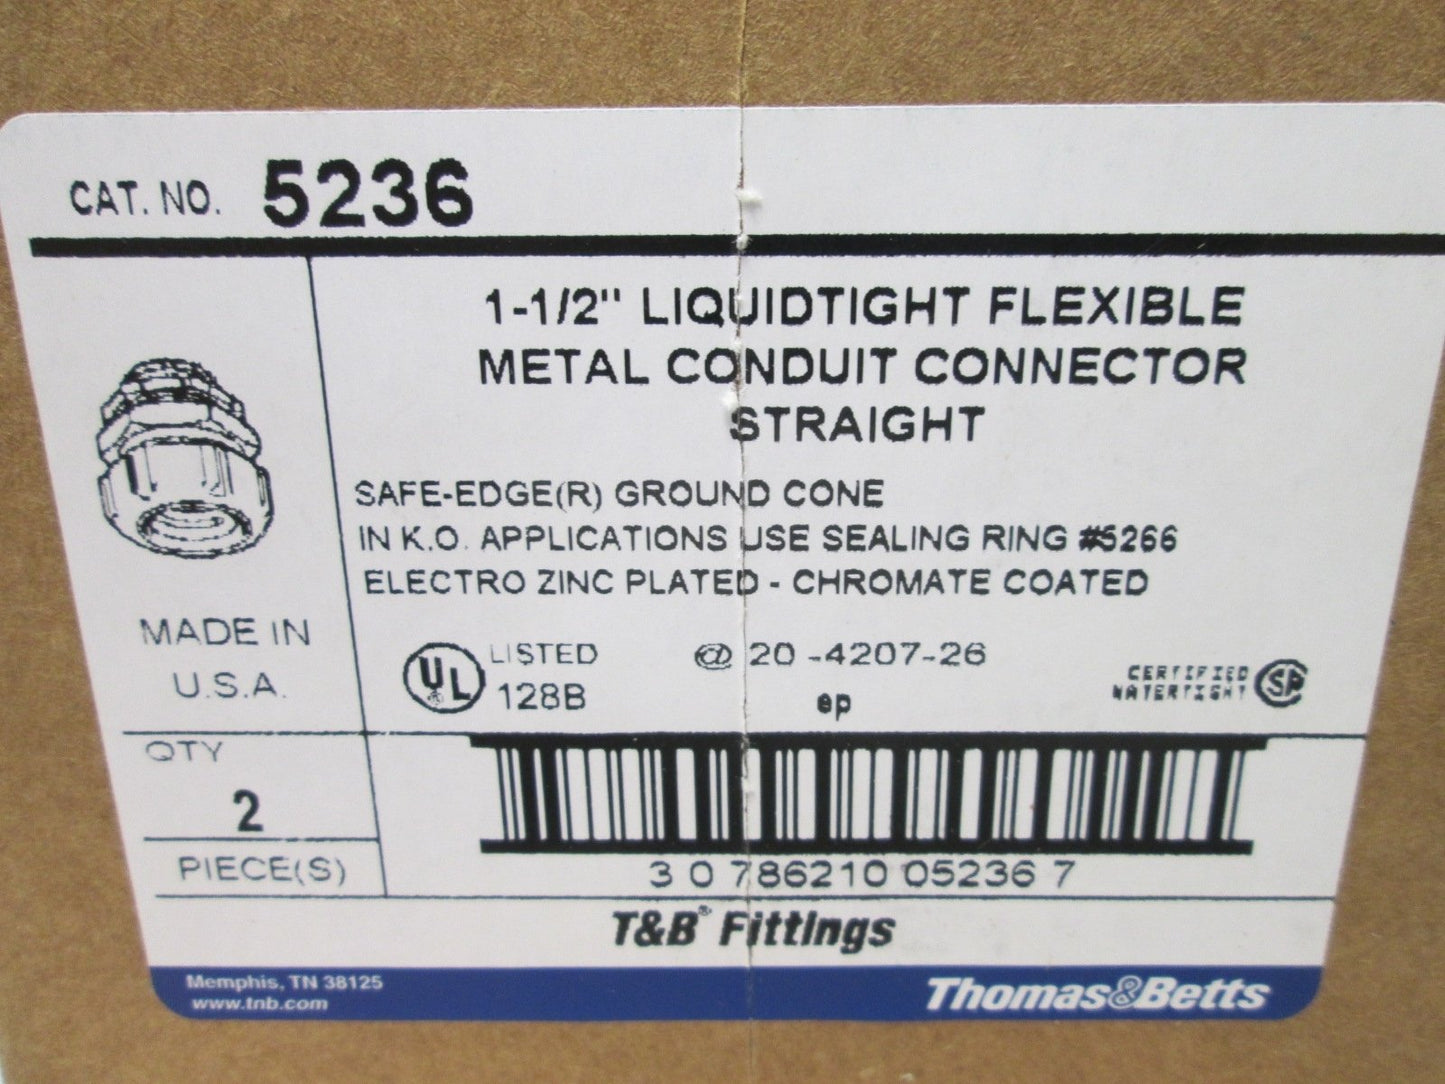 CAT. NO. 5236
1-1/2" LIQUIDTIGHT FLEXIBLE
METAL CONDUIT CONNECTOR
STRAIGHT
SAFE-EDGE(R) GROUND CONE
IN K.O. APPLICATIONS USE SEALING RING #5266
ELECTRO ZINC PLATED - CHROMATE COATED
MADE IN
U.S.A.
UL® LISTED
128B
@ 20 -4207-26
ep
CERTIFIED
WATERTIGHT
SP
QTY
2
PIECE(S)
3 0 786210 05236 7
T&B® Fittings
Memphis, TN 38125
www.tnb.com
Thomas&Betts